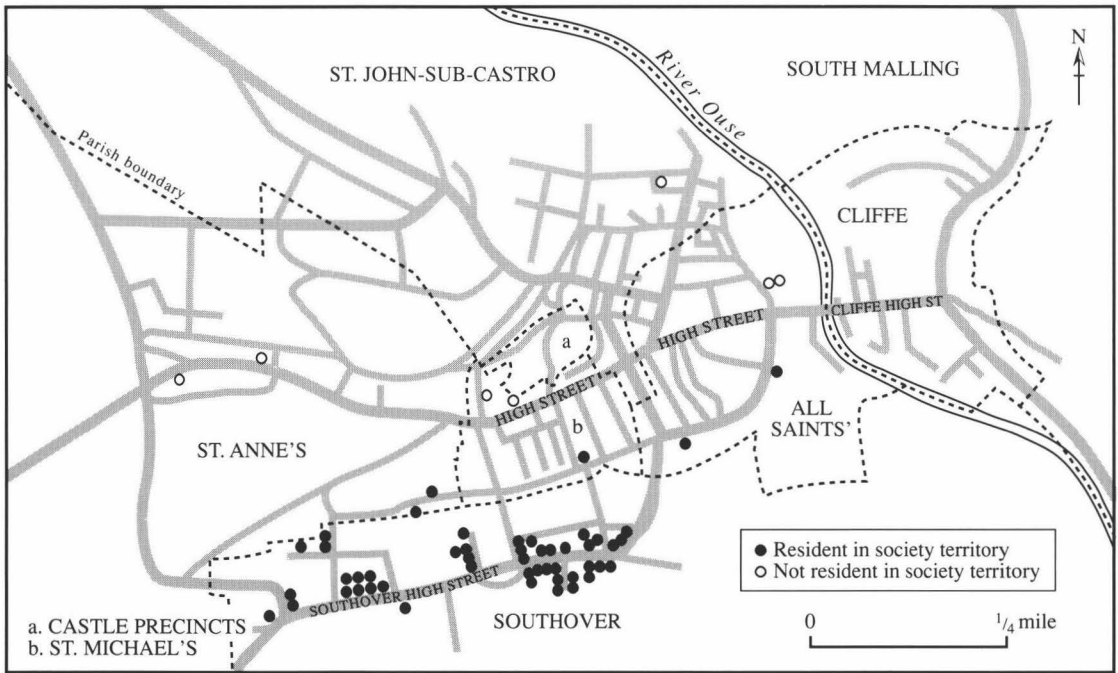 ST. JOHN-SUB-CASTRO
River Ouse
SOUTH MALLING
N
Parish boundary
CLIFFE
CLIFFE HIGH ST
HIGH STREET
a
HIGH STREET
b
ALL
SAINTS'
ST. ANNE'S
SOUTHOVER HIGH STREET
SOUTHOVER
Resident in society territory
Not resident in society territory
a. CASTLE PRECINCTS
b. ST. MICHAEL'S
0 1/4 mile